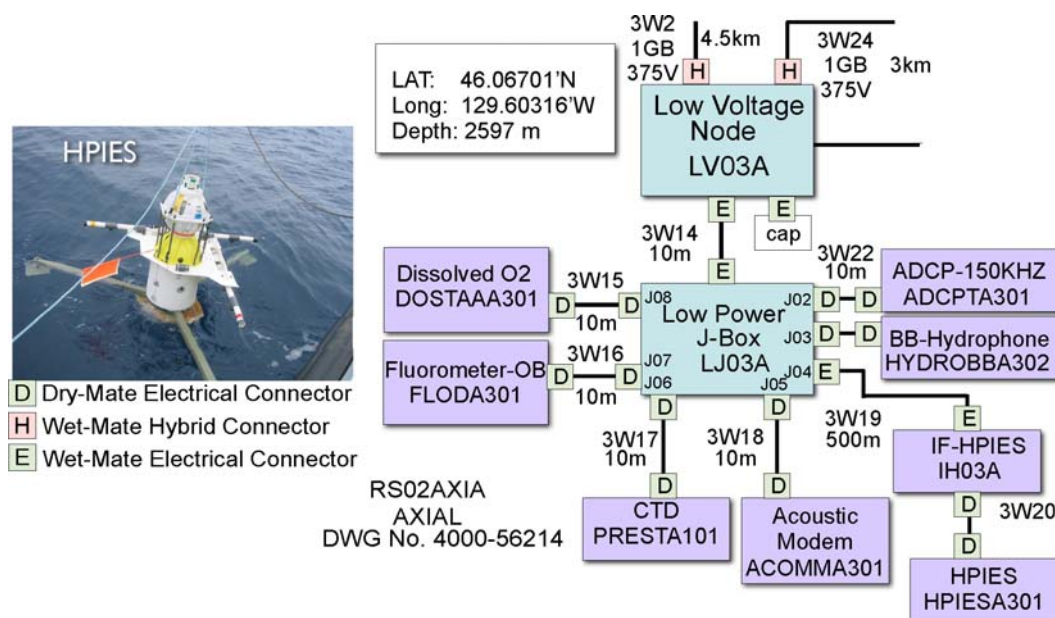 HPIES
D Dry-Mate Electrical Connector
H Wet-Mate Hybrid Connector
E Wet-Mate Electrical Connector
LAT: 46.06701'N
Long: 129.60316'W
Depth: 2597 m
3W2
1GB
375V
4.5km
H
H
3W24
1GB
375V
3km
Low Voltage
Node
LV03A
E
E
cap
3W14
10m
E
Dissolved O2
DOSTAAA301
D
3W15
10m
D
Fluorometer-OB
FLODA301
D
3W16
10m
D
J08
Low Power
J-Box
LJ03A
J07
J06
J05
J02
J03
J04
D
3W22
10m
D
ADCP-150KHZ
ADCPTA301
D
D
BB-Hydrophone
HYDROBBA302
E
3W19
500m
E
IF-HPIES
IH03A
D
3W20
D
HPIES
HPIESA301
D
3W17
10m
D
CTD
PRESTA101
D
3W18
10m
D
Acoustic
Modem
ACOMMA301
RS02AXIA
AXIAL
DWG No. 4000-56214